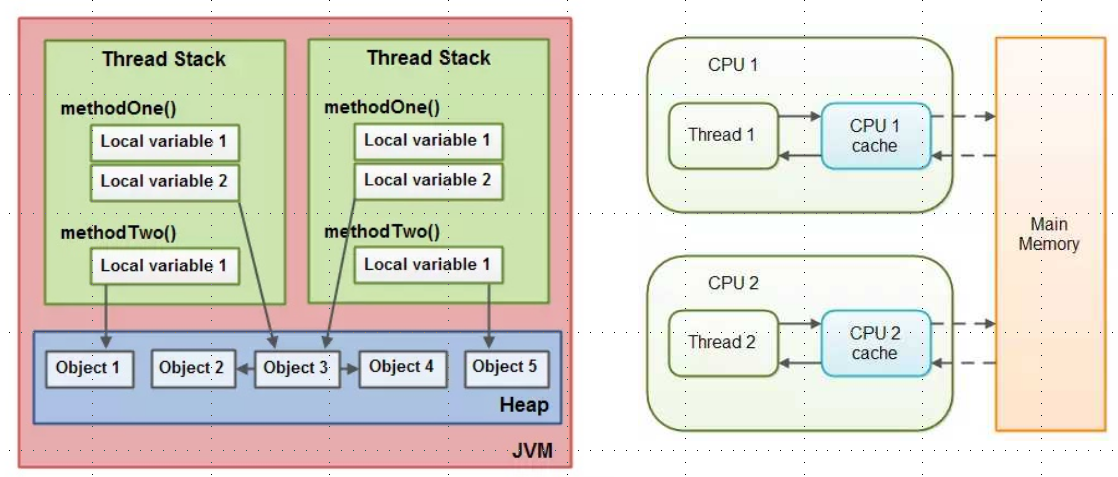 Thread Stack
methodOne()
Local variable 1
Local variable 2
methodTwo()
Local variable 1
Thread Stack
methodOne()
Local variable 1
Local variable 2
methodTwo()
Local variable 1
Object 1
Object 2
Object 3
Object 4
Object 5
Heap
JVM
CPU 1
Thread 1
CPU 1
cache
CPU 2
Thread 2
CPU 2
cache
Main
Memory